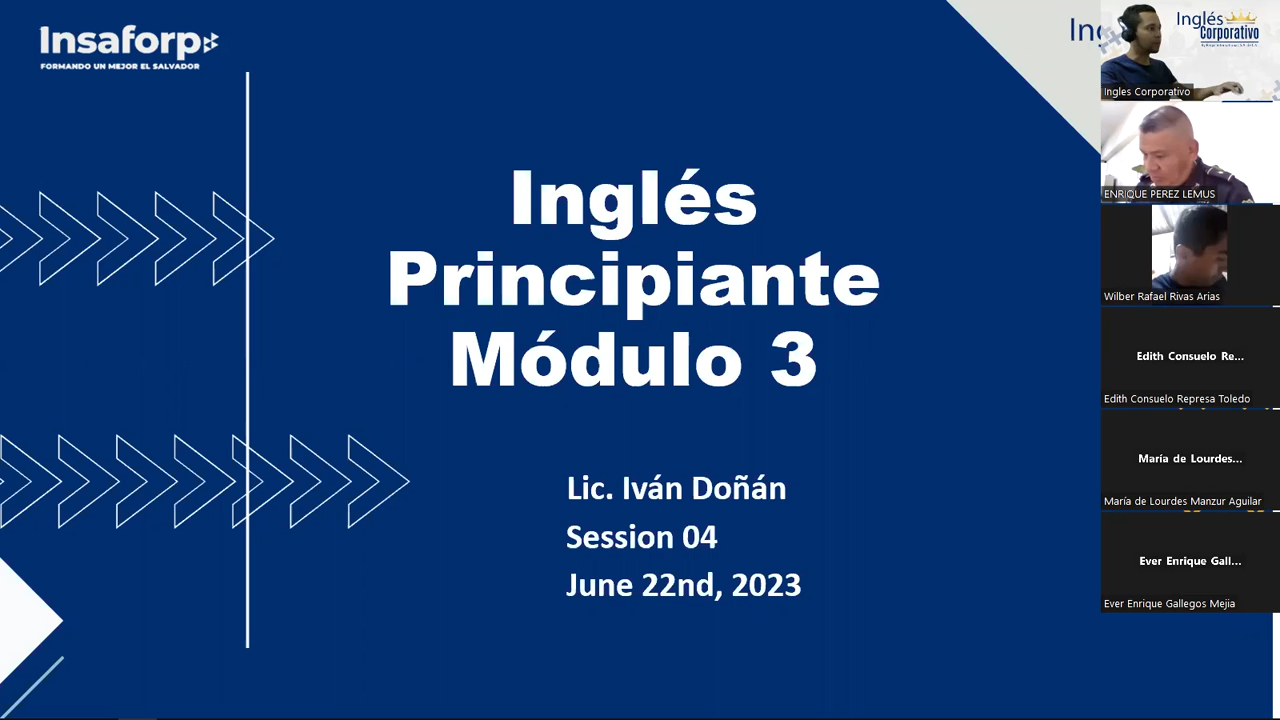 Insaforp
FORMANDO UN MEJOR EL SALVADOR
Inglés
Principiante
Módulo 3
Lic. Iván Doñán
Session 04
June 22nd, 2023
Inglés
Corporativo
Ingles Corporativo
ENRIQUE PEREZ LEMUS
Wilber Rafael Rivas Arias
Edith Consuelo Re...
Edith Consuelo Represa Toledo
María de Lourdes...
María de Lourdes Manzur Aguilar
Ever Enrique Gall...
Ever Enrique Gallegos Mejia